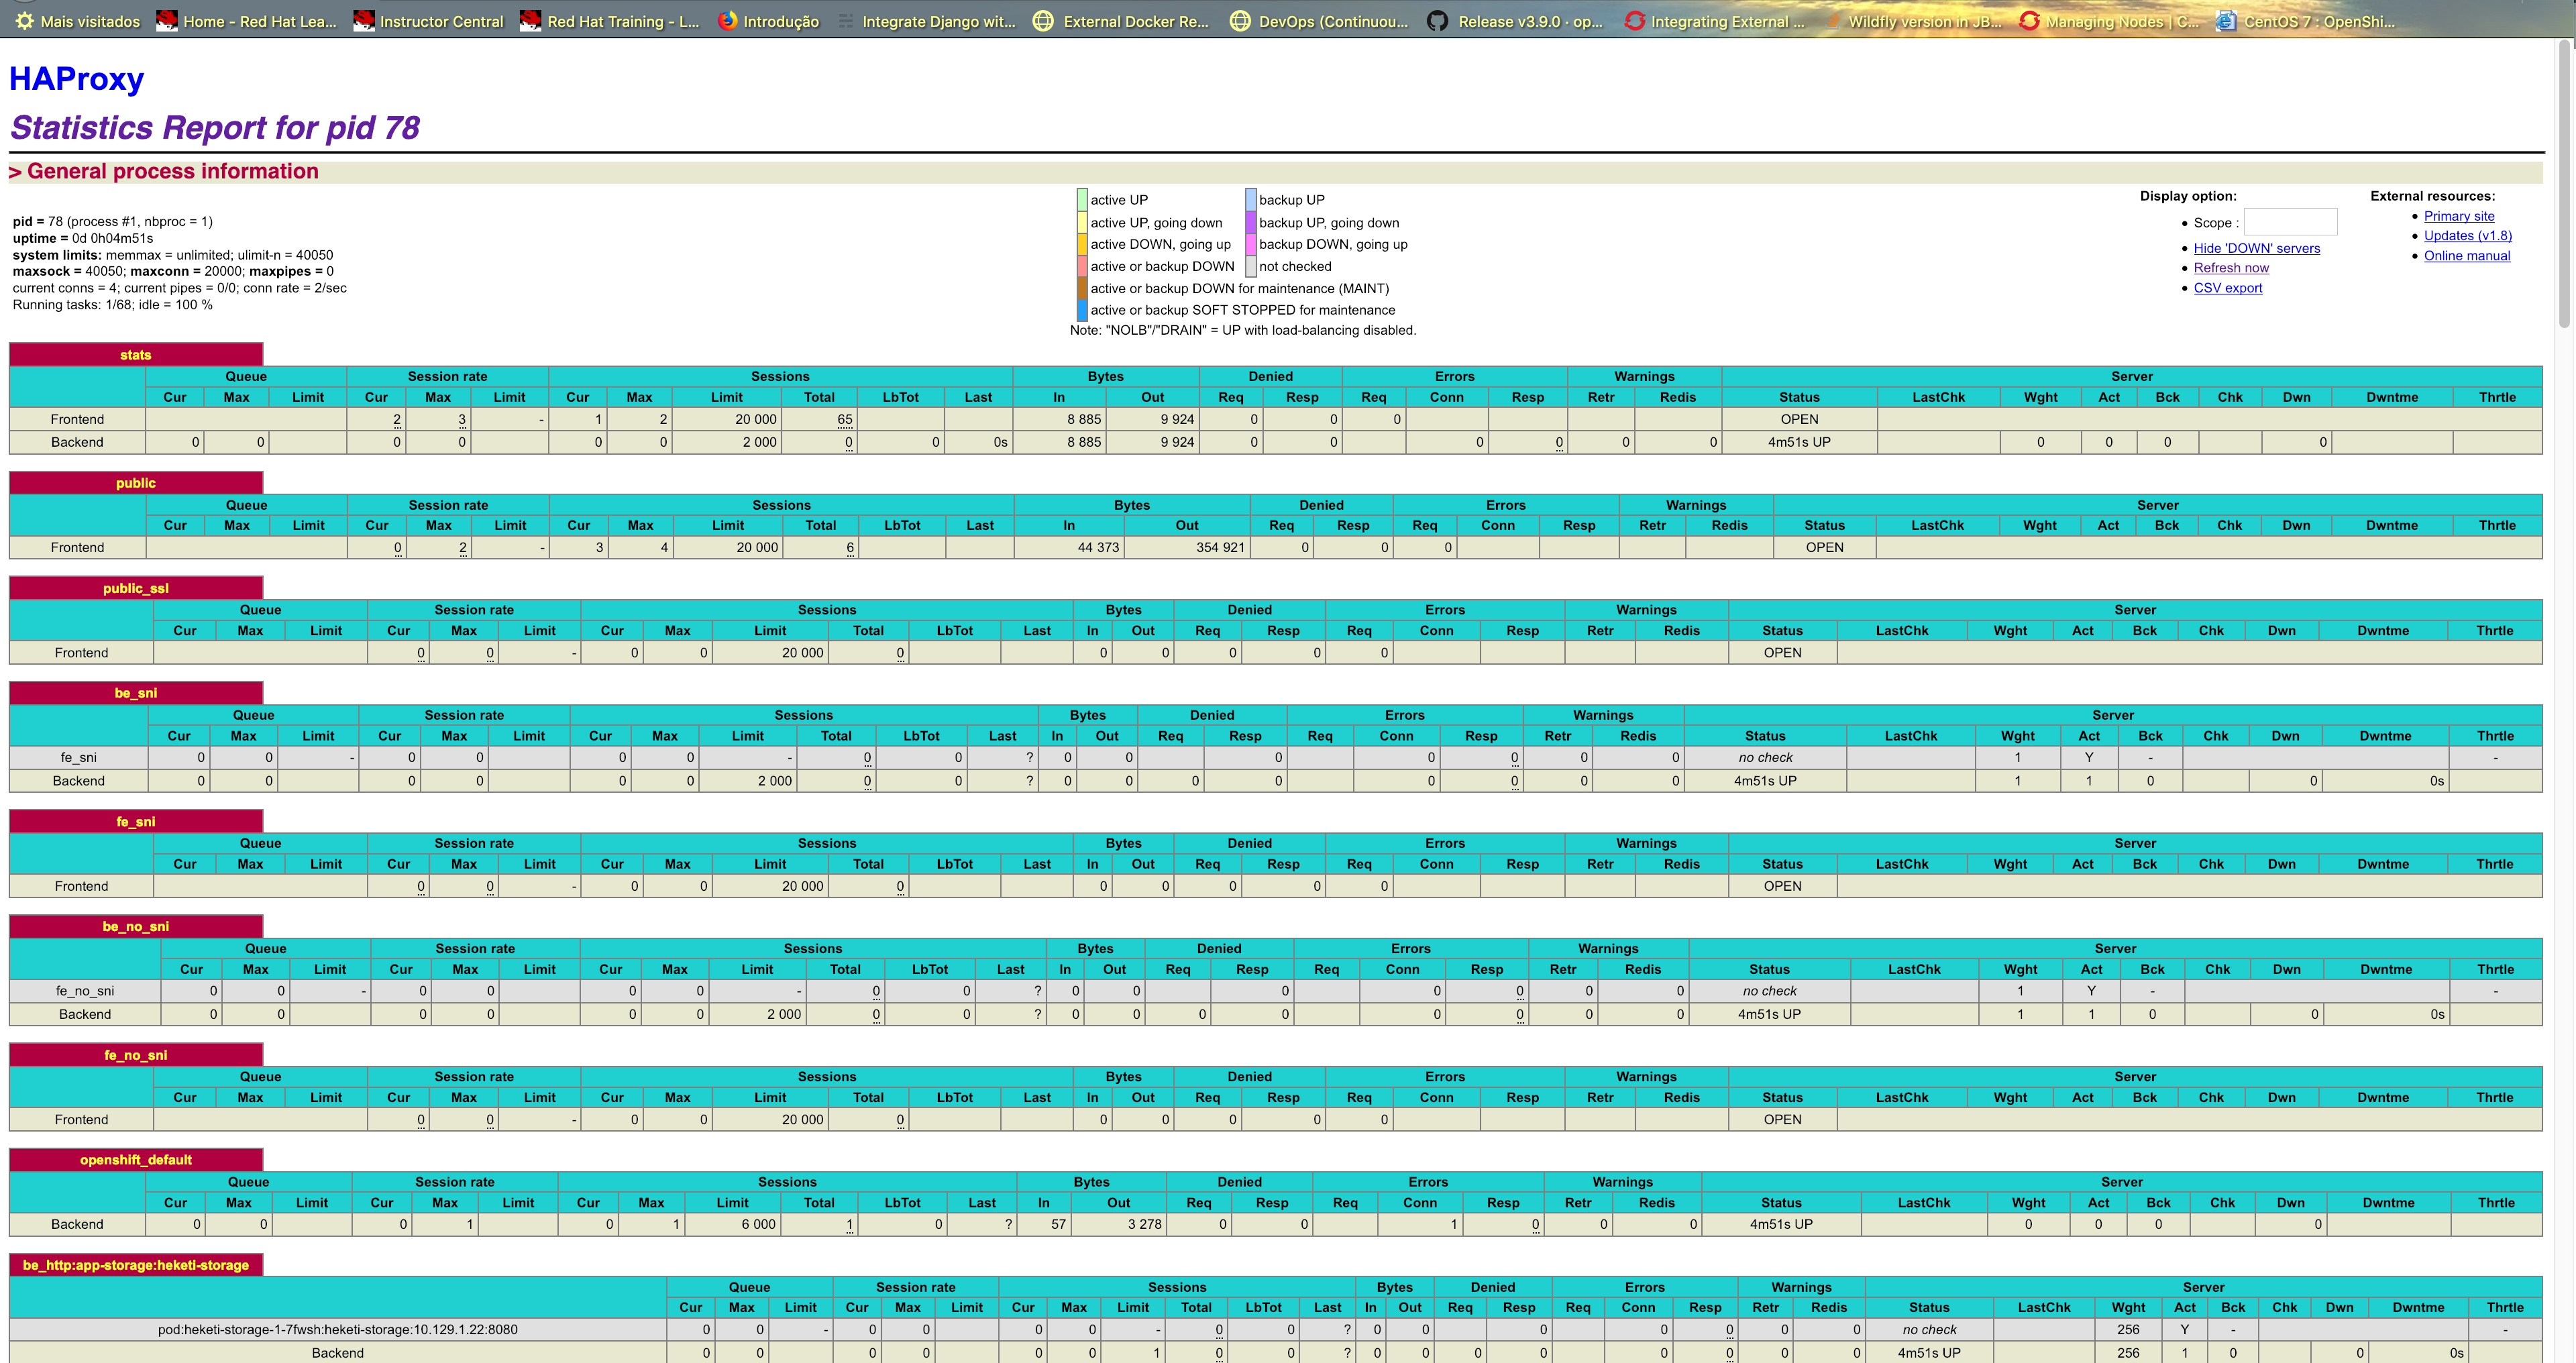 Mais visitados Home - Red Hat Lea... Instructor Central Red Hat Training - L... Introdução Integrate Django wit... External Docker Re... DevOps (Continuou... Release v3.9.0 · op... Integrating External ... Wildfly version in JB... Managing Nodes | C... CentOS 7 : OpenShi...
HAProxy
Statistics Report for pid 78
> General process information
pid = 78 (process #1, nbproc = 1)
uptime = 0d 0h04m51s
system limits: memmax = unlimited; ulimit-n = 40050
maxsock = 40050; maxconn = 20000; maxpipes = 0
current conns = 4; current pipes = 0/0; conn rate = 2/sec
Running tasks: 1/68; idle = 100 %
active UP backup UP
active UP, going down backup UP, going down
active DOWN, going up backup DOWN, going up
active or backup DOWN not checked
active or backup DOWN for maintenance (MAINT)
active or backup SOFT STOPPED for maintenance
Note: "NOLB"/"DRAIN" = UP with load-balancing disabled.
Display option:
• Scope :
• Hide 'DOWN' servers
• Refresh now
• CSV export
External resources:
• Primary site
• Updates (v1.8)
• Online manual
stats
Queue Session rate Sessions Bytes Denied Errors Warnings Server
Cur Max Limit Cur Max Limit Cur Max Limit Total LbTot Last In Out Req Resp Req Conn Resp Retr Redis Status LastChk Wght Act Bck Chk Dwn Dwntme Thrtle
Frontend 2 3 - 1 2 20 000 65 8 885 9 924 0 0 0 OPEN
Backend 0 0 0 0 0 0 2 000 0 0 0s 8 885 9 924 0 0 0 0 0 0 4m51s UP 0 0 0 0
public
Queue Session rate Sessions Bytes Denied Errors Warnings Server
Cur Max Limit Cur Max Limit Cur Max Limit Total LbTot Last In Out Req Resp Req Conn Resp Retr Redis Status LastChk Wght Act Bck Chk Dwn Dwntme Thrtle
Frontend 0 2 - 3 4 20 000 6 44 373 354 921 0 0 0 OPEN
public_ssl
Queue Session rate Sessions Bytes Denied Errors Warnings Server
Cur Max Limit Cur Max Limit Cur Max Limit Total LbTot Last In Out Req Resp Req Conn Resp Retr Redis Status LastChk Wght Act Bck Chk Dwn Dwntme Thrtle
Frontend 0 0 - 0 0 20 000 0 0 0 0 0 0 OPEN
be_sni
Queue Session rate Sessions Bytes Denied Errors Warnings Server
Cur Max Limit Cur Max Limit Cur Max Limit Total LbTot Last In Out Req Resp Req Conn Resp Retr Redis Status LastChk Wght Act Bck Chk Dwn Dwntme Thrtle
fe_sni 0 0 - 0 0 0 0 - 0 0 ? 0 0 0 0 0 0 0 no check 1 Y - -
Backend 0 0 0 0 0 0 2 000 0 0 ? 0 0 0 0 0 0 0 0 4m51s UP 1 1 0 0 0s
fe_sni
Queue Session rate Sessions Bytes Denied Errors Warnings Server
Cur Max Limit Cur Max Limit Cur Max Limit Total LbTot Last In Out Req Resp Req Conn Resp Retr Redis Status LastChk Wght Act Bck Chk Dwn Dwntme Thrtle
Frontend 0 0 - 0 0 20 000 0 0 0 0 0 0 OPEN
be_no_sni
Queue Session rate Sessions Bytes Denied Errors Warnings Server
Cur Max Limit Cur Max Limit Cur Max Limit Total LbTot Last In Out Req Resp Req Conn Resp Retr Redis Status LastChk Wght Act Bck Chk Dwn Dwntme Thrtle
fe_no_sni 0 0 - 0 0 0 0 - 0 0 ? 0 0 0 0 0 0 0 no check 1 Y - -
Backend 0 0 0 0 0 0 2 000 0 0 ? 0 0 0 0 0 0 0 0 4m51s UP 1 1 0 0 0s
fe_no_sni
Queue Session rate Sessions Bytes Denied Errors Warnings Server
Cur Max Limit Cur Max Limit Cur Max Limit Total LbTot Last In Out Req Resp Req Conn Resp Retr Redis Status LastChk Wght Act Bck Chk Dwn Dwntme Thrtle
Frontend 0 0 - 0 0 20 000 0 0 0 0 0 0 OPEN
openshift_default
Queue Session rate Sessions Bytes Denied Errors Warnings Server
Cur Max Limit Cur Max Limit Cur Max Limit Total LbTot Last In Out Req Resp Req Conn Resp Retr Redis Status LastChk Wght Act Bck Chk Dwn Dwntme Thrtle
Backend 0 0 0 1 0 1 6 000 1 0 ? 57 3 278 0 0 1 0 0 0 4m51s UP 0 0 0 0
be_http:app-storage:heketi-storage
Queue Session rate Sessions Bytes Denied Errors Warnings Server
Cur Max Limit Cur Max Limit Cur Max Limit Total LbTot Last In Out Req Resp Req Conn Resp Retr Redis Status LastChk Wght Act Bck Chk Dwn Dwntme Thrtle
pod:heketi-storage-1-7fwsh:heketi-storage:10.129.1.22:8080 0 0 - 0 0 0 0 - 0 0 ? 0 0 0 0 0 0 0 no check 256 Y - -
Backend 0 0 0 0 0 0 1 0 0 ? 0 0 0 0 0 0 0 0 4m51s UP 256 1 0 0 0s